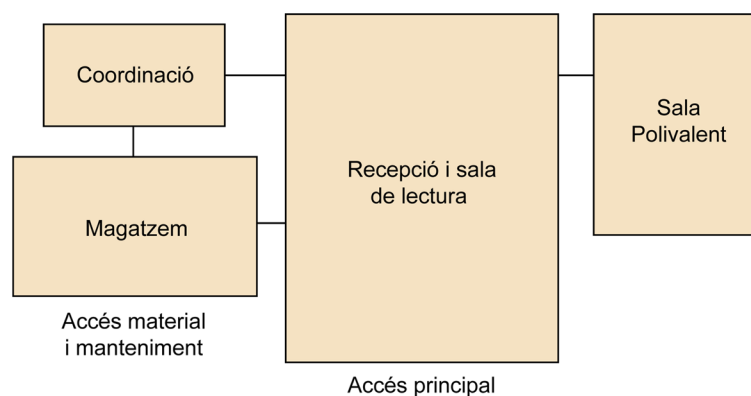 Coordinació
Magatzem
Accés material
i manteniment
Recepció i sala
de lectura
Accés principal
Sala
Polivalent